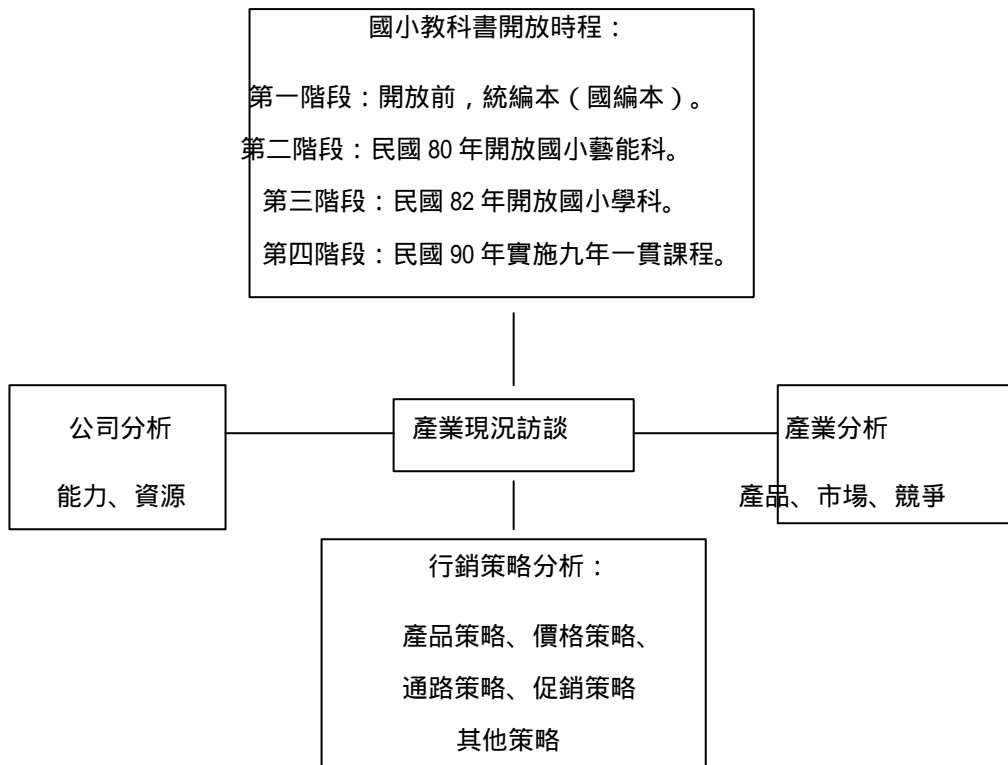 國小教科書開放時程：
第一階段：開放前，統編本（國編本）。
第二階段：民國 80 年開放國小藝能科。
第三階段：民國 82 年開放國小學科。
第四階段：民國 90 年實施九年一貫課程。
公司分析
能力、資源
產業現況訪談
產業分析
產品、市場、競爭
行銷策略分析：
產品策略、價格策略、
通路策略、促銷策略
其他策略